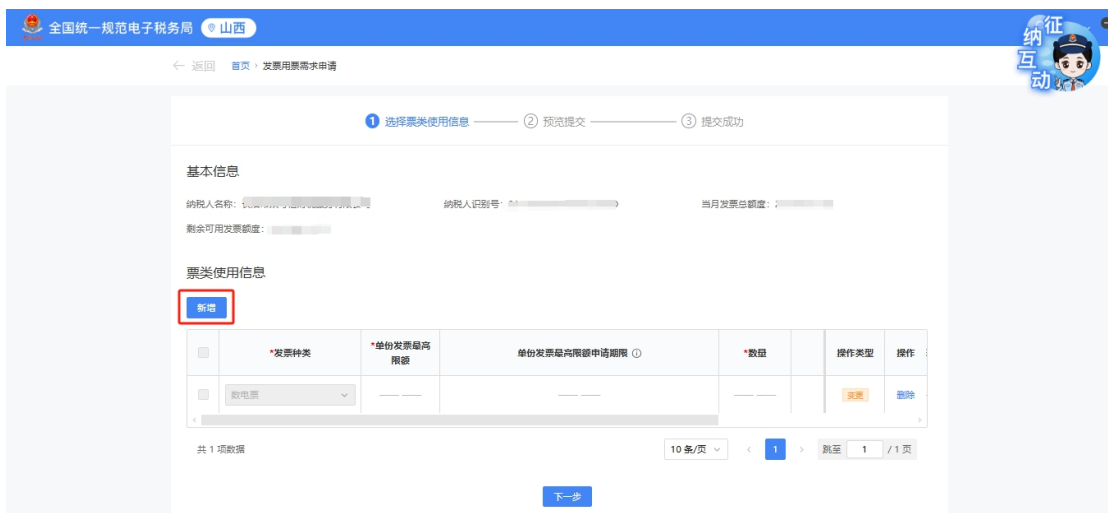 全国统一规范电子税务局 山西
征纳互动
← 返回 首页 › 发票用票需求申请
1 选择票类使用信息 2 预览提交 3 提交成功
基本信息
纳税人名称: 纳税人识别号: 当月发票总额度:
剩余可用发票额度:
票类使用信息
新增
*发票种类 *单份发票最高限额 单份发票最高限额申请期限 *数量 操作类型 操作
数电票 变更 删除
共 1 项数据 10 条/页 1 跳至 1 / 1 页
下一步